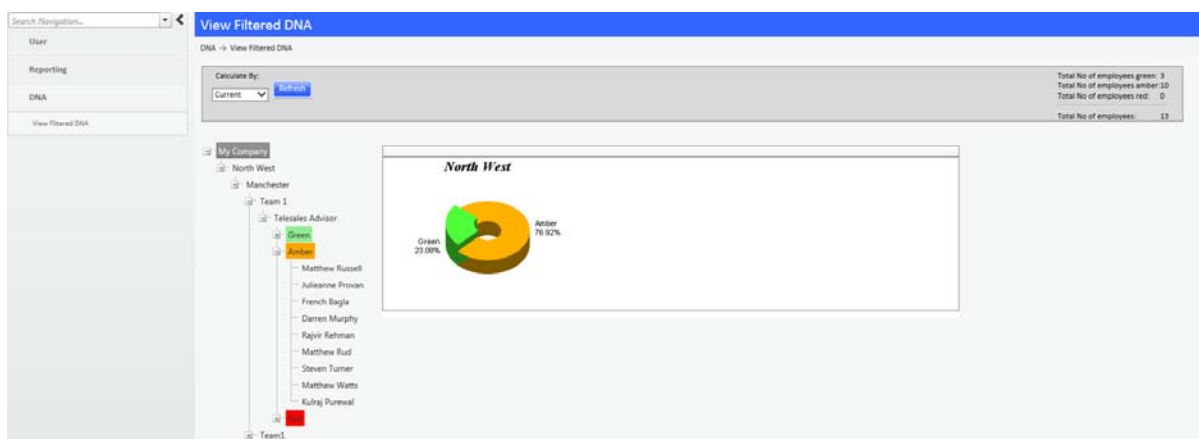 Search Navigation...
User
Reporting
DNA
View Filtered DNA
View Filtered DNA
DNA → View Filtered DNA
Calculate By:
Current
Refresh
Total No of employees green: 3
Total No of employees amber:10
Total No of employees red: 0
Total No of employees: 13
My Company
North West
Manchester
Team 1
Telesales Advisor
Green
Amber
Matthew Russell
Julieanne Provan
French Bagla
Darren Murphy
Rajvir Rehman
Matthew Rud
Steven Turner
Matthew Watts
Kulraj Purewal
Red
Team1
North West
Amber
76.92%
Green
23.08%